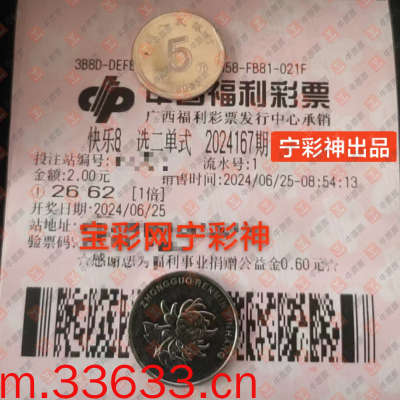 5
3B8D-DEF8
58-FB81-021F
中国福利彩票
广西福利彩票发行中心承销
快乐8 选二单式 2024167期
宁彩神出品
投注站编号:
流水号:1
金额:2.00元
销售时间:2024/06/25-08:54:13
① 26 62 [1倍]
开奖日期:2024/06/25
站地址:
宝彩网宁彩神
验票码:
☆感谢您为福利事业捐赠公益金0.60元☆
ZHONGGUO RENMIN YINHANG
m.33633.cn